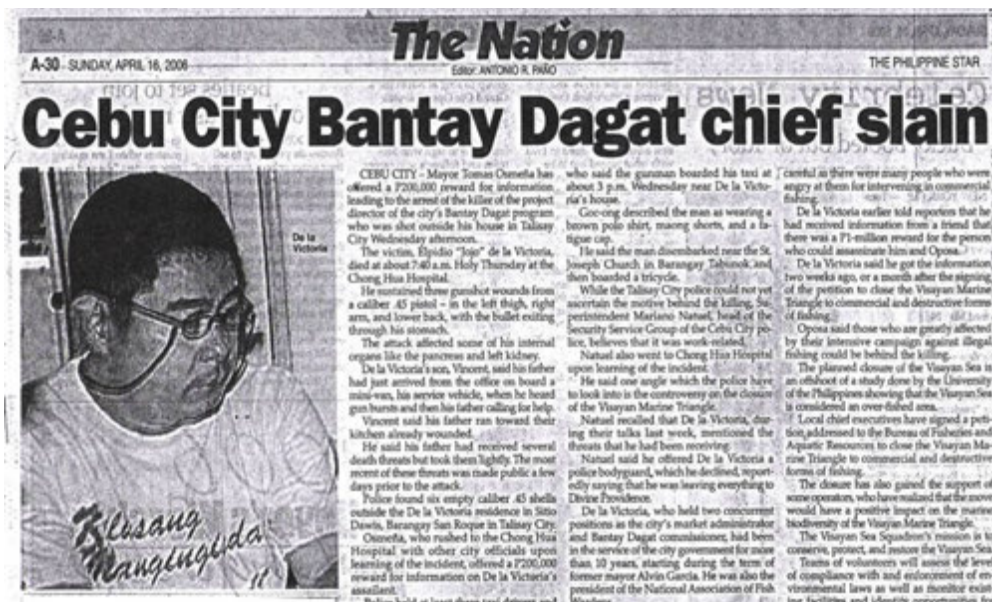 The Nation
Editor: ANTONIO R. PAÑO
A-30 SUNDAY, APRIL 16, 2006
THE PHILIPPINE STAR
Cebu City Bantay Dagat chief slain
De la
Victoria
Klosang
Mangingisda
CEBU CITY – Mayor Tomas Osmeña has
offered a P200,000 reward for information
leading to the arrest of the killer of the project
director of the city's Bantay Dagat program
who was shot outside his house in Talisay
City Wednesday afternoon.
The victim, Elpidio "Jojo" de la Victoria,
died at about 7:40 a.m. Holy Thursday at the
Chong Hua Hospital.
He sustained three gunshot wounds from
a caliber .45 pistol – in the left thigh, right
arm, and lower back, with the bullet exiting
through his stomach.
The attack affected some of his internal
organs like the pancreas and left kidney.
De la Victoria's son, Vincent, said his father
had just arrived from the office on board a
mini-van, his service vehicle, when he heard
gun bursts and then his father calling for help.
Vincent said his father ran toward their
kitchen already wounded.
He said his father had received several
death threats but took them lightly. The most
recent of these threats was made public a few
days prior to the attack.
Police found six empty caliber .45 shells
outside the De la Victoria residence in Sitio
Dawis, Barangay San Roque in Talisay City.
Osmeña, who rushed to the Chong Hua
Hospital with other city officials upon
learning of the incident, offered a P200,000
reward for information on De la Victoria's
assailant.
who said the gunman boarded his taxi at
about 3 p.m. Wednesday near De la Victo-
ria's house.
Goc-ong described the man as wearing a
brown polo shirt, maong shorts, and a fa-
tigue cap.
He said the man disembarked near the St.
Joseph Church in Barangay Tabunok and
then boarded a tricycle.
While the Talisay City police could not yet
ascertain the motive behind the killing, Su-
perintendent Mariano Natuel, head of the
Security Service Group of the Cebu City po-
lice, believes that it was work-related.
Natuel also went to Chong Hua Hospital
upon learning of the incident.
He said one angle which the police have
to look into is the controversy on the closure
of the Visayan Marine Triangle.
Natuel recalled that De la Victoria, dur-
ing their talks last week, mentioned the
threats that he had been receiving.
Natuel said he offered De la Victoria a
police bodyguard, which he declined, report-
edly saying that he was leaving everything to
Divine Providence.
De la Victoria, who held two concurrent
positions as the city's market administrator
and Bantay Dagat commissioner, had been
in the service of the city government for more
than 10 years, starting during the term of
former mayor Alvin Garcia. He was also the
president of the National Association of Fish
careful as there were many people who were
angry at them for intervening in commercial
fishing.
De la Victoria earlier told reporters that he
had received information from a friend that
there was a P1-million reward for the person
who could assassinate him and Oposa.
De la Victoria said he got the information
two weeks ago, or a month after the signing
of the petition to close the Visayan Marine
Triangle to commercial and destructive forms
of fishing.
Oposa said those who are greatly affected
by their intensive campaign against illegal
fishing could be behind the killing.
The planned closure of the Visayan Sea is
an offshoot of a study done by the University
of the Philippines showing that the Visayan Sea
is considered an over-fished area.
Local chief executives have signed a peti-
tion addressed to the Bureau of Fisheries and
Aquatic Resources to close the Visayan Ma-
rine Triangle to commercial and destructive
forms of fishing.
The closure has also gained the support of
some operators, who have realized that the move
would have a positive impact on the marine
biodiversity of the Visayan Marine Triangle.
The Visayan Sea Squadron's mission is to
conserve, protect, and restore the Visayan Sea.
Teams of volunteers will assess the level
of compliance with and enforcement of en-
vironmental laws as well as monitor exist-